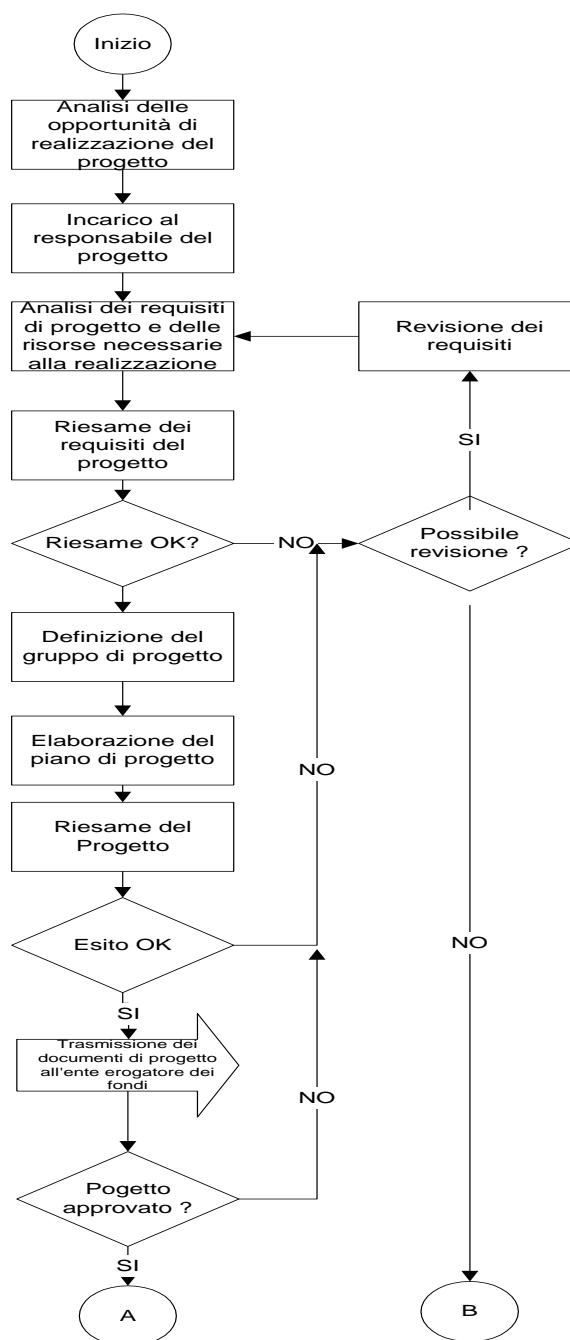 Inizio
Analisi delle
opportunità di
realizzazione del
progetto
Incarico al
responsabile del
progetto
Analisi dei requisiti
di progetto e delle
risorse necessarie
alla realizzazione
Revisione dei
requisiti
Riesame dei
requisiti del
progetto
SI
Riesame OK?
NO
Possibile
revisione ?
Definizione del
gruppo di progetto
Elaborazione del
piano di progetto
NO
Riesame del
Progetto
Esito OK
NO
SI
Trasmissione dei
documenti di progetto
all'ente erogatore dei
fondi
NO
Pogetto
approvato ?
SI
A
B